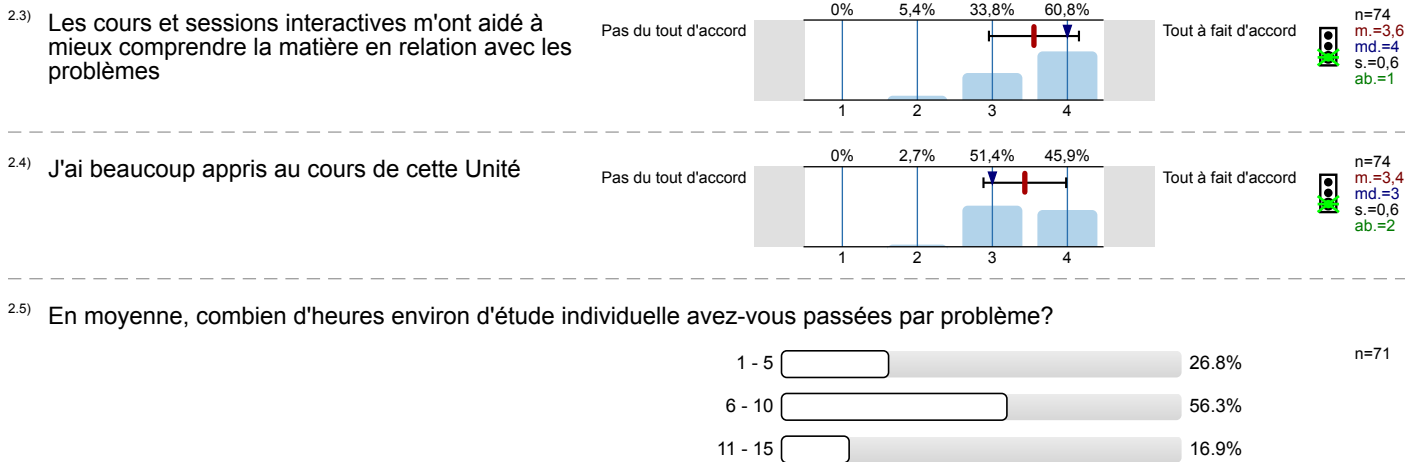 2.3) Les cours et sessions interactives m'ont aidé à
mieux comprendre la matière en relation avec les
problèmes
Pas du tout d'accord
0% 5,4% 33,8% 60,8%
1 2 3 4
Tout à fait d'accord
n=74
m.=3,6
md.=4
s.=0,6
ab.=1
2.4) J'ai beaucoup appris au cours de cette Unité
Pas du tout d'accord
0% 2,7% 51,4% 45,9%
1 2 3 4
Tout à fait d'accord
n=74
m.=3,4
md.=3
s.=0,6
ab.=2
2.5) En moyenne, combien d'heures environ d'étude individuelle avez-vous passées par problème?
1 - 5 26.8%
n=71
6 - 10 56.3%
11 - 15 16.9%